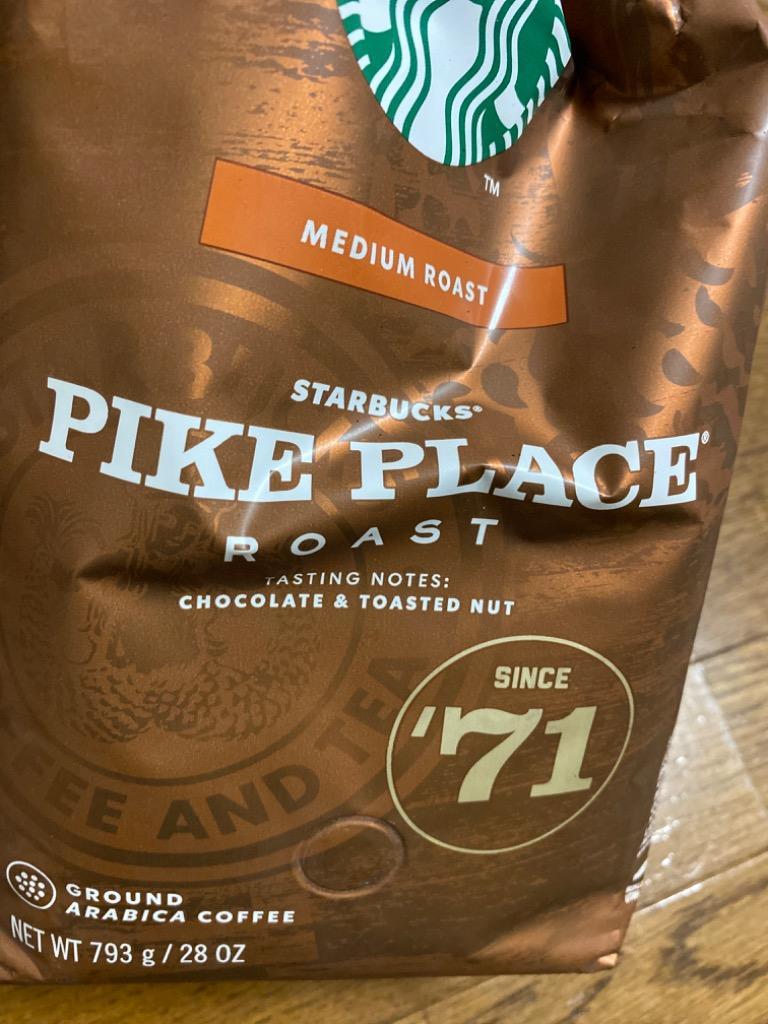 TM
MEDIUM ROAST
STARBUCKS®
PIKE PLACE®
ROAST
TASTING NOTES:
CHOCOLATE & TOASTED NUT
SINCE
'71
FEE AND TEA
GROUND
ARABICA COFFEE
NET WT 793 g / 28 OZ